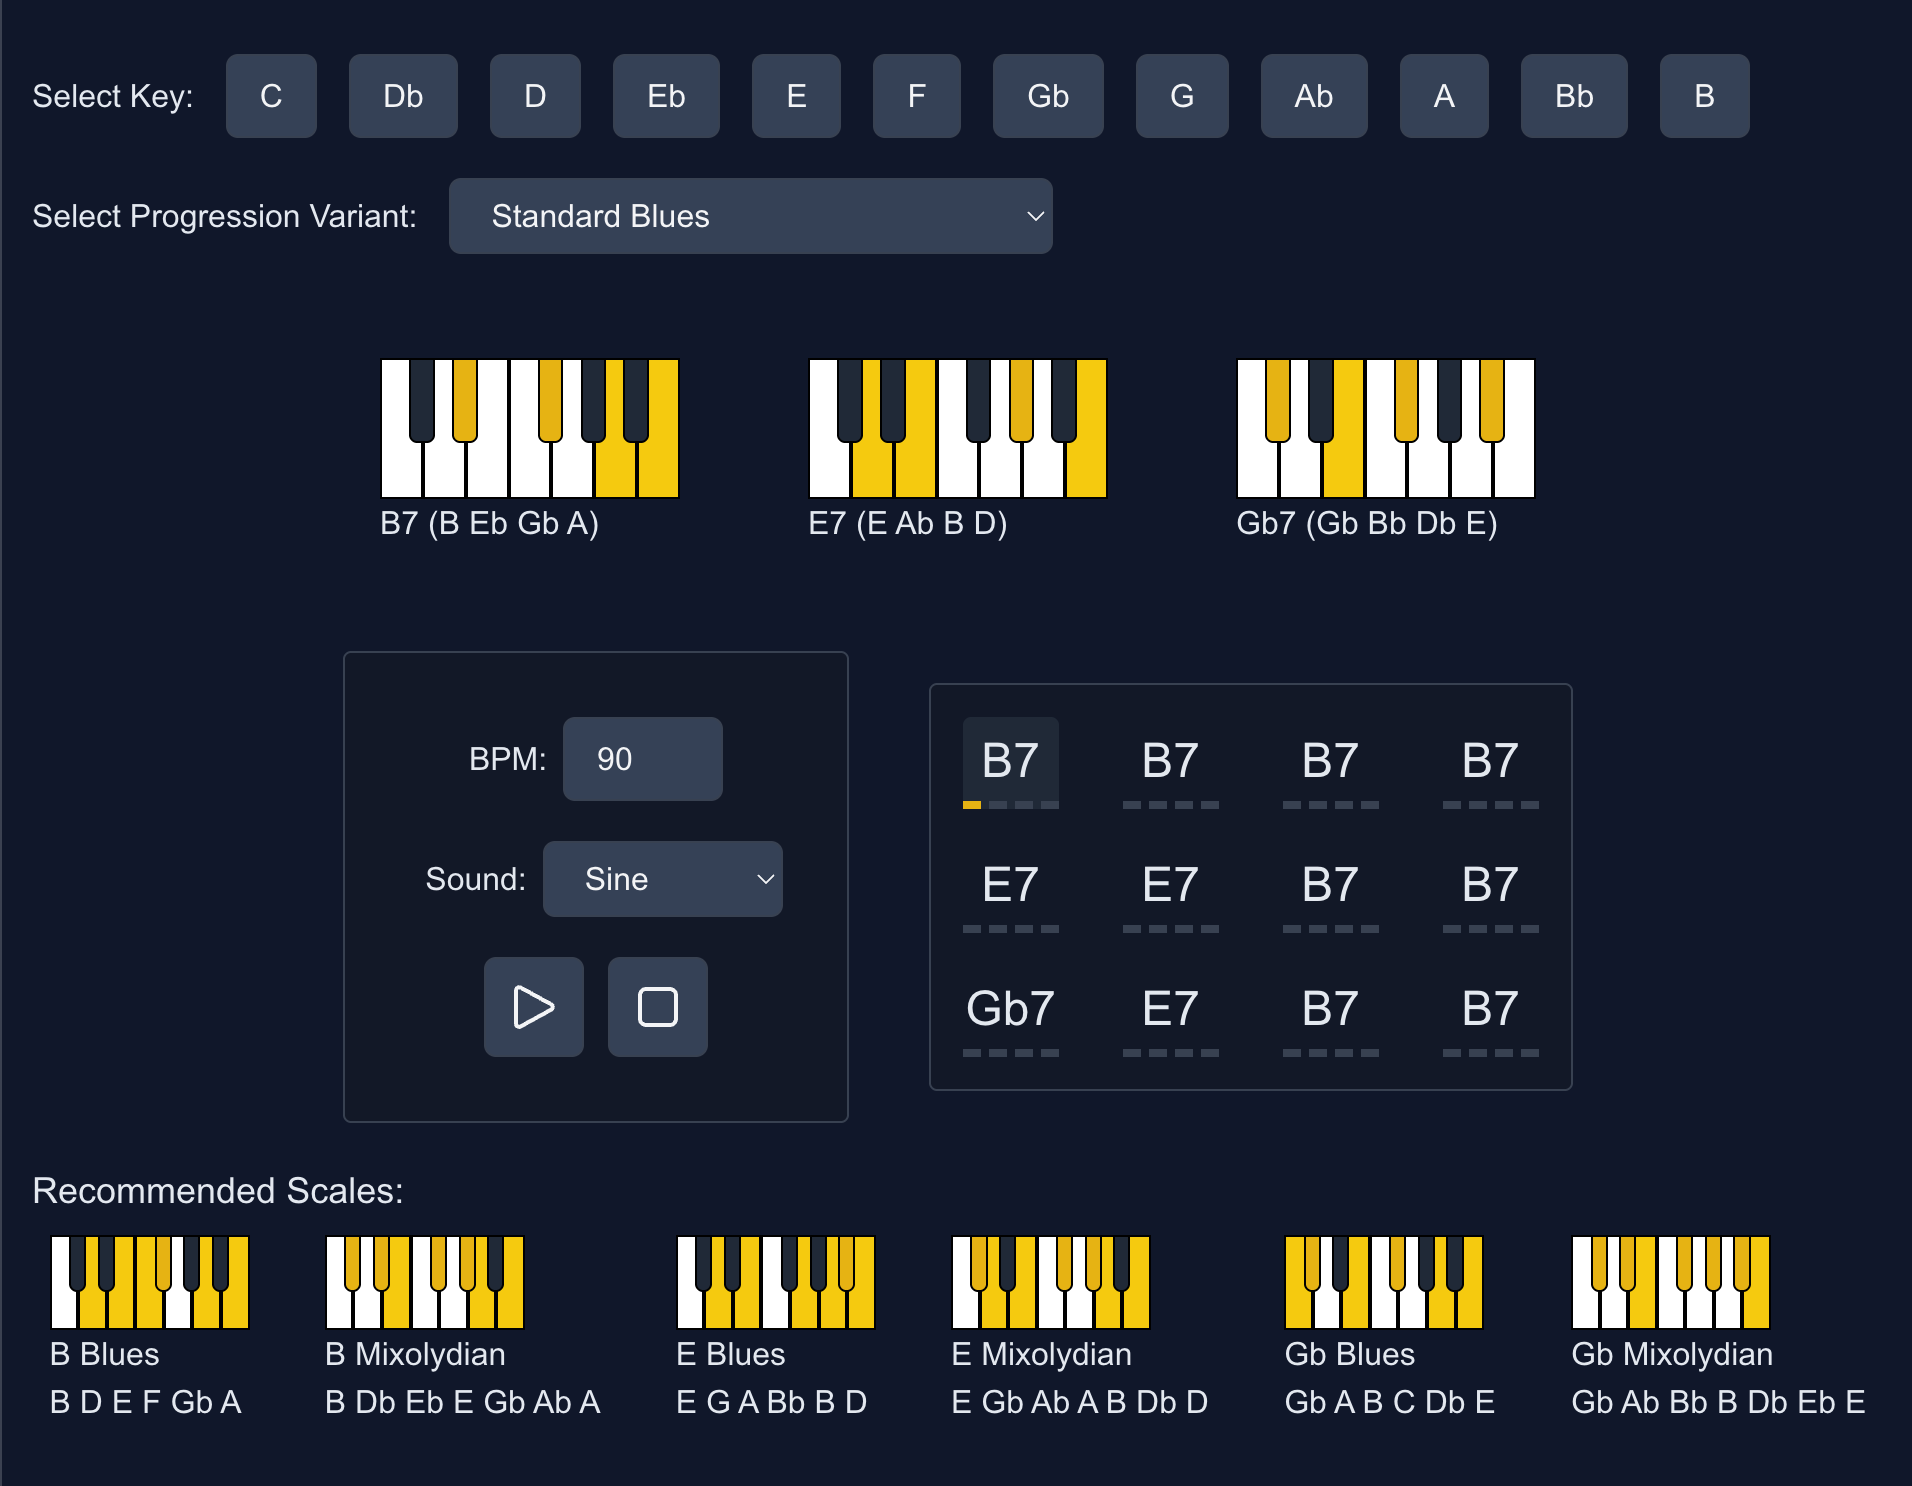 Select Key: C Db D Eb E F Gb G Ab A Bb B
Select Progression Variant: Standard Blues
B7 (B Eb Gb A) E7 (E Ab B D) Gb7 (Gb Bb Db E)
BPM: 90
Sound: Sine
B7 B7 B7 B7
E7 E7 B7 B7
Gb7 E7 B7 B7
Recommended Scales:
B Blues B Mixolydian E Blues E Mixolydian Gb Blues Gb Mixolydian
B D E F Gb A B Db Eb E Gb Ab A E G A Bb B D E Gb Ab A B Db D Gb A B C Db E Gb Ab Bb B Db Eb E